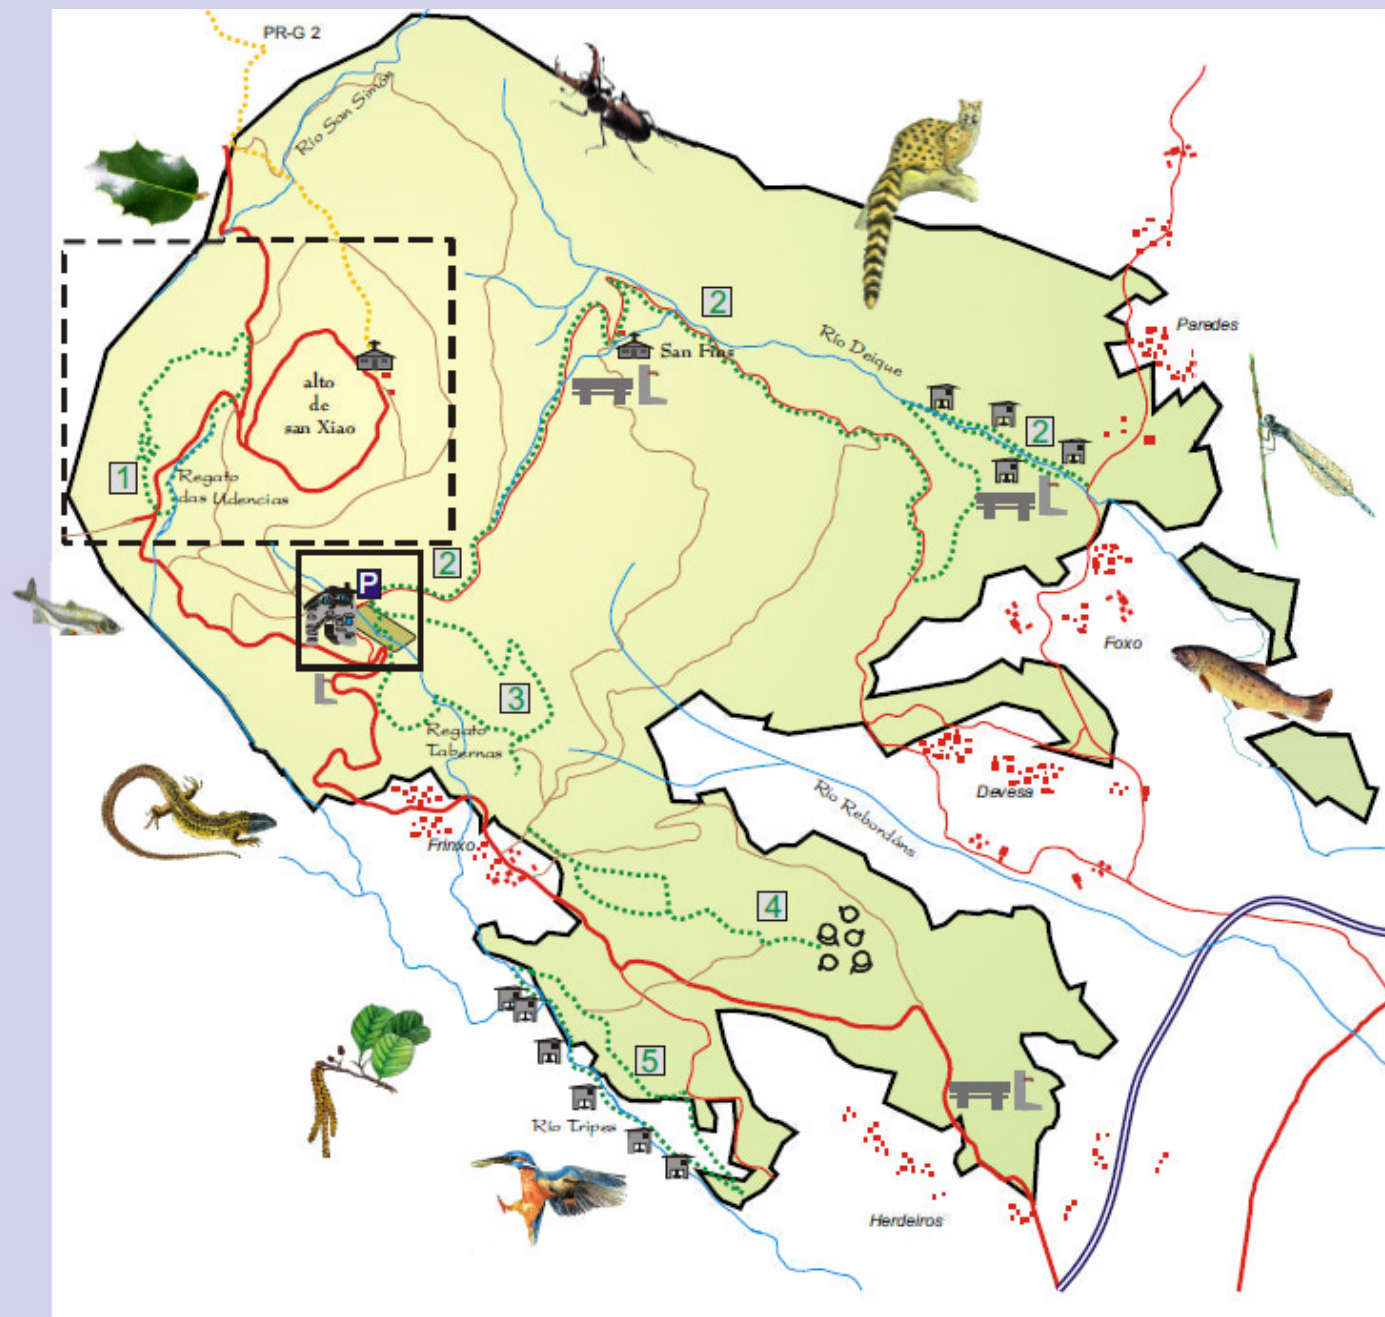 PR-G 2
Río San Simón
2
Río Deique
Paredes
San Fins
alto
de
san Xiao
2
1
Regato
das Udencias
2
P
Foxo
3
Regato
Tabernas
Devesa
Río Rebordáns
Frinxo
4
5
Río Tripes
Herdeiros